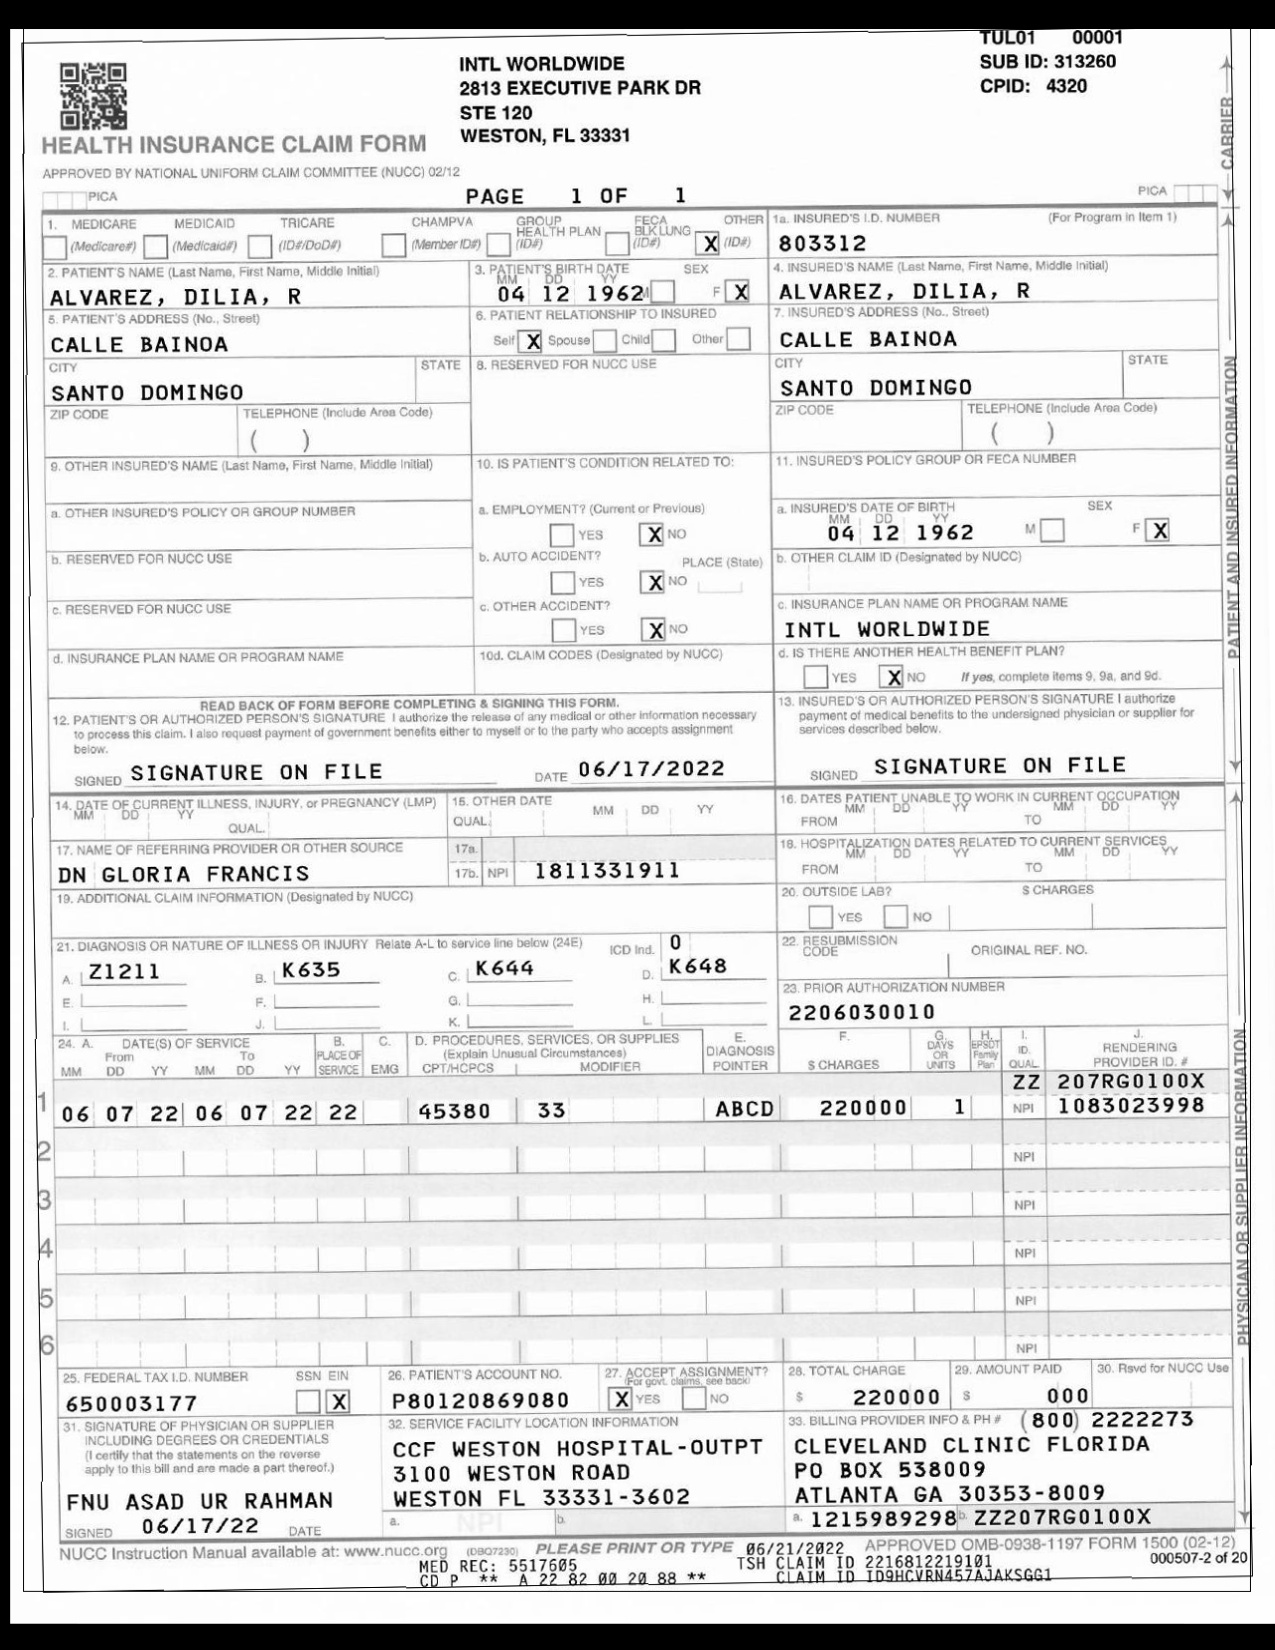 TUL01 00001
INTL WORLDWIDE SUB ID: 313260
2813 EXECUTIVE PARK DR CPID: 4320
STE 120
WESTON, FL 33331
HEALTH INSURANCE CLAIM FORM
APPROVED BY NATIONAL UNIFORM CLAIM COMMITTEE (NUCC) 02/12
PICA PAGE 1 OF 1 PICA
CARRIER
1. MEDICARE MEDICAID TRICARE CHAMPVA GROUP HEALTH PLAN FECA BLK LUNG OTHER
(Medicare#) (Medicaid#) (ID#/DoD#) (Member ID#) (ID#) (ID#) X (ID#)
1a. INSURED'S I.D. NUMBER (For Program in Item 1)
803312
2. PATIENT'S NAME (Last Name, First Name, Middle Initial)
ALVAREZ, DILIA, R
3. PATIENT'S BIRTH DATE SEX
MM DD YY
04 12 1962 M F X
4. INSURED'S NAME (Last Name, First Name, Middle Initial)
ALVAREZ, DILIA, R
5. PATIENT'S ADDRESS (No., Street)
CALLE BAINOA
6. PATIENT RELATIONSHIP TO INSURED
Self X Spouse Child Other
7. INSURED'S ADDRESS (No., Street)
CALLE BAINOA
CITY STATE
SANTO DOMINGO
8. RESERVED FOR NUCC USE
CITY STATE
SANTO DOMINGO
ZIP CODE TELEPHONE (Include Area Code)
( )
ZIP CODE TELEPHONE (Include Area Code)
( )
9. OTHER INSURED'S NAME (Last Name, First Name, Middle Initial)
10. IS PATIENT'S CONDITION RELATED TO:
11. INSURED'S POLICY GROUP OR FECA NUMBER
a. OTHER INSURED'S POLICY OR GROUP NUMBER
a. EMPLOYMENT? (Current or Previous)
YES X NO
a. INSURED'S DATE OF BIRTH SEX
MM DD YY
04 12 1962 M F X
b. RESERVED FOR NUCC USE
b. AUTO ACCIDENT? PLACE (State)
YES X NO
b. OTHER CLAIM ID (Designated by NUCC)
c. RESERVED FOR NUCC USE
c. OTHER ACCIDENT?
YES X NO
c. INSURANCE PLAN NAME OR PROGRAM NAME
INTL WORLDWIDE
d. INSURANCE PLAN NAME OR PROGRAM NAME
10d. CLAIM CODES (Designated by NUCC)
d. IS THERE ANOTHER HEALTH BENEFIT PLAN?
YES X NO If yes, complete items 9, 9a, and 9d.
READ BACK OF FORM BEFORE COMPLETING & SIGNING THIS FORM.
12. PATIENT'S OR AUTHORIZED PERSON'S SIGNATURE I authorize the release of any medical or other information necessary
to process this claim. I also request payment of government benefits either to myself or to the party who accepts assignment
below.
SIGNED SIGNATURE ON FILE DATE 06/17/2022
13. INSURED'S OR AUTHORIZED PERSON'S SIGNATURE I authorize
payment of medical benefits to the undersigned physician or supplier for
services described below.
SIGNED SIGNATURE ON FILE
PATIENT AND INSURED INFORMATION
14. DATE OF CURRENT ILLNESS, INJURY, or PREGNANCY (LMP)
MM DD YY
QUAL.
15. OTHER DATE
QUAL. MM DD YY
16. DATES PATIENT UNABLE TO WORK IN CURRENT OCCUPATION
MM DD YY MM DD YY
FROM TO
17. NAME OF REFERRING PROVIDER OR OTHER SOURCE
DN GLORIA FRANCIS
17a.
17b. NPI 1811331911
18. HOSPITALIZATION DATES RELATED TO CURRENT SERVICES
MM DD YY MM DD YY
FROM TO
19. ADDITIONAL CLAIM INFORMATION (Designated by NUCC)
20. OUTSIDE LAB? $ CHARGES
YES NO
21. DIAGNOSIS OR NATURE OF ILLNESS OR INJURY Relate A-L to service line below (24E) ICD Ind. 0
A. Z1211 B. K635 C. K644 D. K648
E. F. G. H.
I. J. K. L.
22. RESUBMISSION
CODE ORIGINAL REF. NO.
23. PRIOR AUTHORIZATION NUMBER
2206030010
24. A. DATE(S) OF SERVICE B. C. D. PROCEDURES, SERVICES, OR SUPPLIES E. F. G. H. I. J.
From To PLACE OF (Explain Unusual Circumstances) DIAGNOSIS DAYS OR EPSDT Family ID. RENDERING
MM DD YY MM DD YY SERVICE EMG CPT/HCPCS MODIFIER POINTER $ CHARGES UNITS Plan QUAL. PROVIDER ID. #
ZZ 207RG0100X
1 06 07 22 06 07 22 22 45380 33 ABCD 220000 1 NPI 1083023998
2 NPI
3 NPI
4 NPI
5 NPI
6 NPI
PHYSICIAN OR SUPPLIER INFORMATION
25. FEDERAL TAX I.D. NUMBER SSN EIN
650003177 X
26. PATIENT'S ACCOUNT NO.
P80120869080
27. ACCEPT ASSIGNMENT?
(For govt. claims, see back)
X YES NO
28. TOTAL CHARGE
$ 220000
29. AMOUNT PAID
$ 000
30. Rsvd for NUCC Use
31. SIGNATURE OF PHYSICIAN OR SUPPLIER
INCLUDING DEGREES OR CREDENTIALS
(I certify that the statements on the reverse
apply to this bill and are made a part thereof.)
FNU ASAD UR RAHMAN
SIGNED 06/17/22 DATE
32. SERVICE FACILITY LOCATION INFORMATION
CCF WESTON HOSPITAL-OUTPT
3100 WESTON ROAD
WESTON FL 33331-3602
a. NPI b.
33. BILLING PROVIDER INFO & PH # (800) 2222273
CLEVELAND CLINIC FLORIDA
PO BOX 538009
ATLANTA GA 30353-8009
a. 1215989298 b. ZZ207RG0100X
NUCC Instruction Manual available at: www.nucc.org (DBQ7230) PLEASE PRINT OR TYPE 06/21/2022 APPROVED OMB-0938-1197 FORM 1500 (02-12)
MED REC: 5517605 TSH CLAIM ID 2216812219101 000507-2 of 20
CD P ** A 22 82 00 20 88 ** CLAIM ID ID9HCVRN457AJAKSGG1